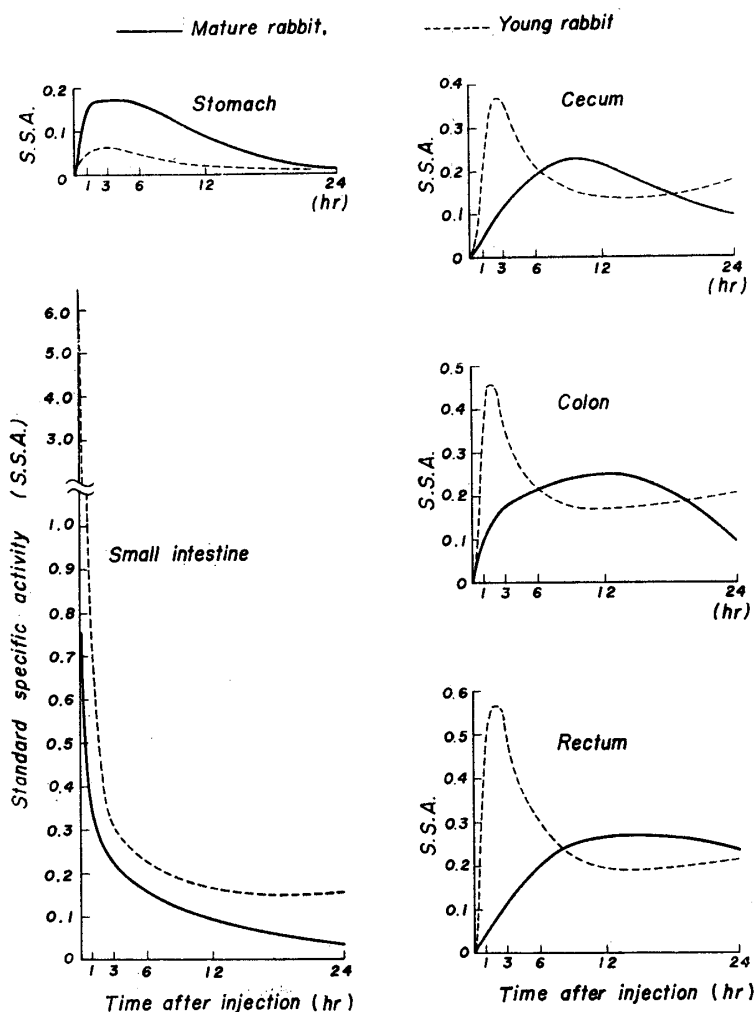 Mature rabbit, Young rabbit
Stomach
S.S.A.
0.2
0.1
0
1 3 6 12 24
(hr)
Cecum
S.S.A.
0.4
0.3
0.2
0.1
0
1 3 6 12 24
(hr)
Small intestine
Standard specific activity (S.S.A.)
6.0
5.0
4.0
3.0
1.0
0.9
0.8
0.7
0.6
0.5
0.4
0.3
0.2
0.1
0
1 3 6 12 24
Time after injection (hr)
Colon
S.S.A.
0.5
0.4
0.3
0.2
0.1
0
1 3 6 12 24
(hr)
Rectum
S.S.A.
0.6
0.5
0.4
0.3
0.2
0.1
0
1 3 6 12 24
Time after injection (hr)